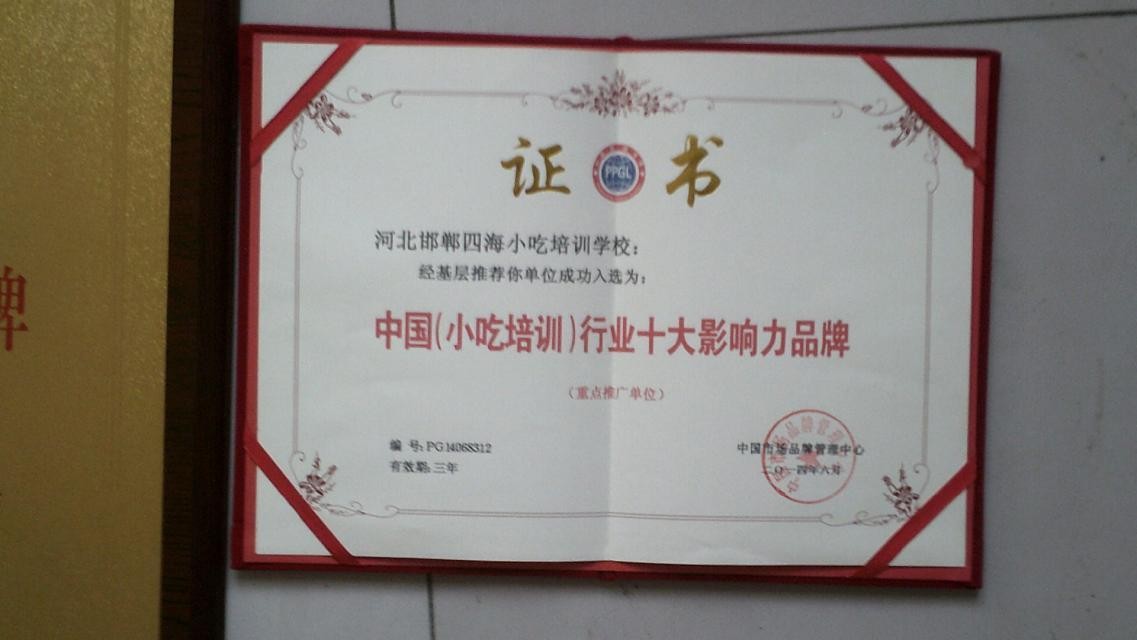 牌
证 PPGL 书
河北邯郸四海小吃培训学校：
经基层推荐你单位成功入选为：
中国(小吃培训)行业十大影响力品牌
（重点推广单位）
编 号：PG14068312
有效期：三年
中国市场品牌管理中心
二〇一四年六月